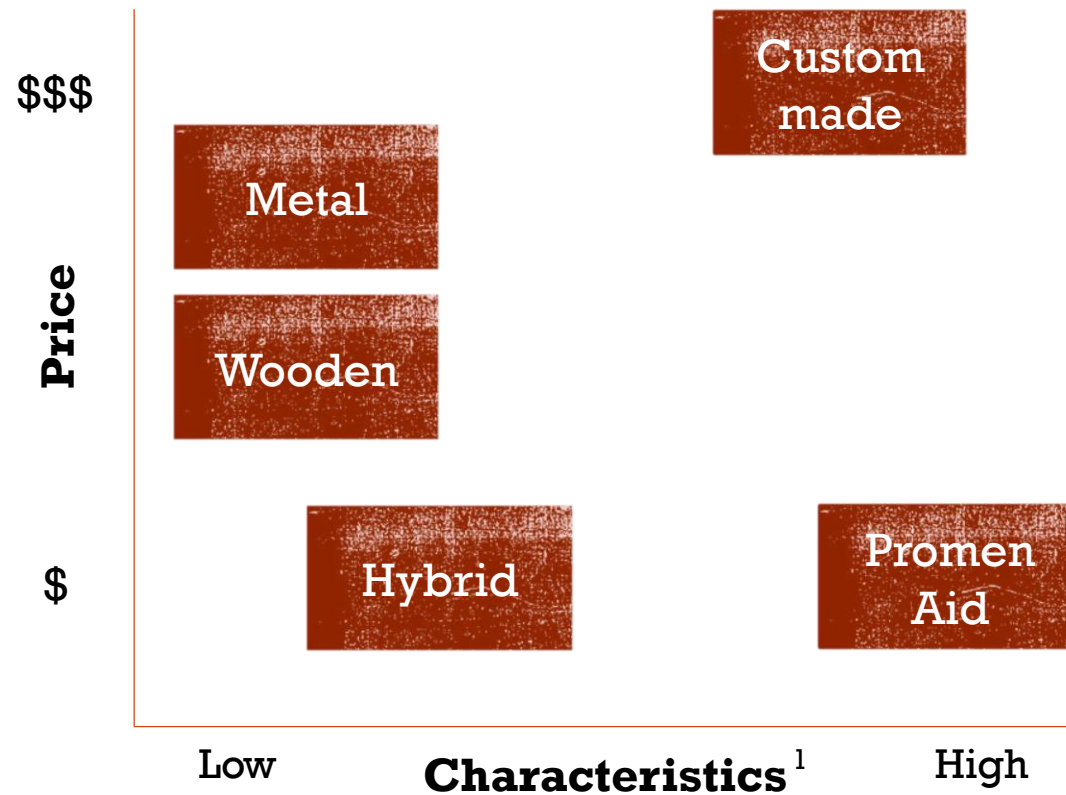 $$$
Custom
made
Metal
Price
Wooden
$
Hybrid
Promen
Aid
Low
Characteristics 1
High